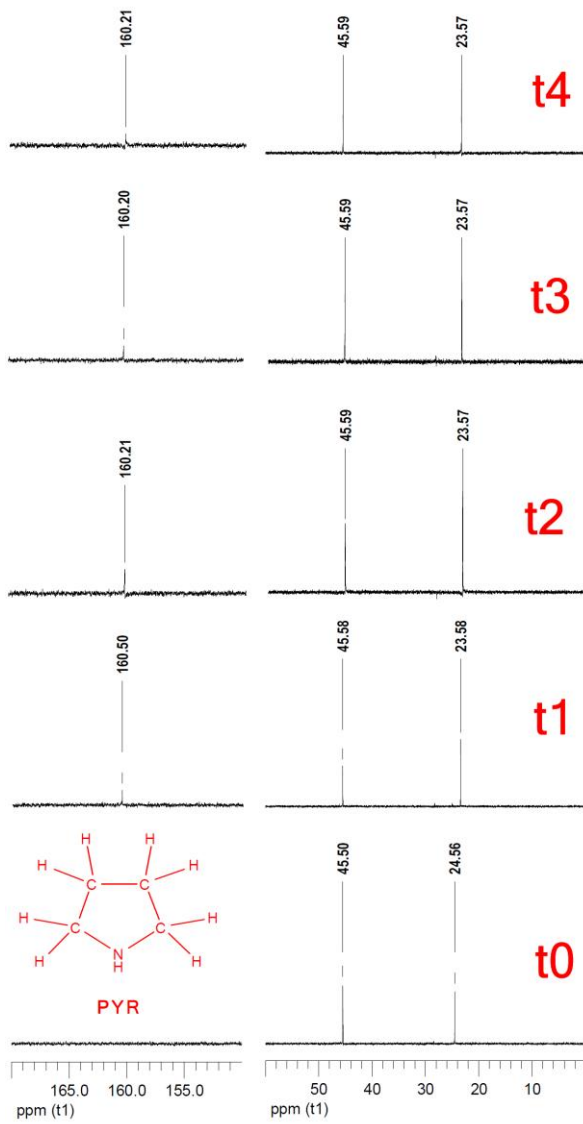 160.21
45.59
23.57
t4
160.20
45.59
23.57
t3
160.21
45.59
23.57
t2
160.50
45.58
23.58
t1
45.50
24.56
t0
H H
H C C H
H C C H
H N H
H
PYR
165.0 160.0 155.0
ppm (t1)
50 40 30 20 10
ppm (t1)